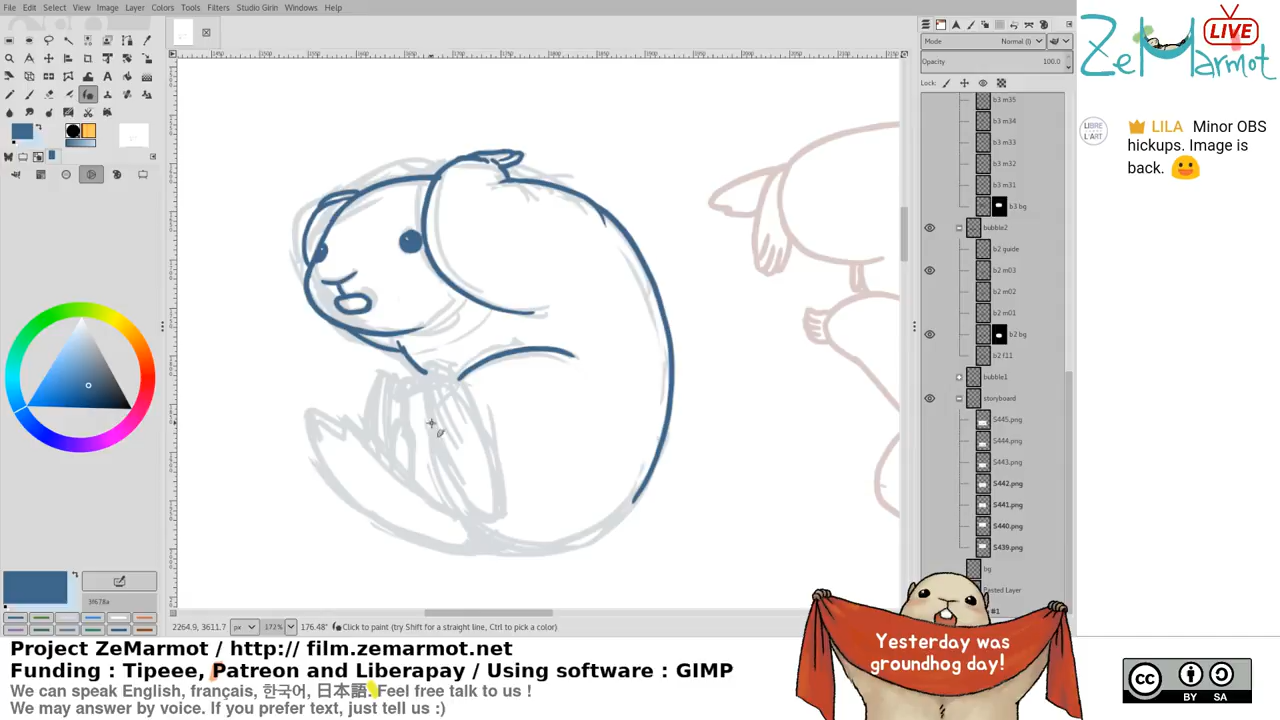 File Edit Select View Image Layer Colors Tools Filters Studio Girin Windows Help
Mode Normal (l)
Opacity 100.0
Lock:
b3 m35
b3 m34
b3 m33
b3 m32
b3 m31
b3 bg
bubble2
b2 guide
b2 m03
b2 m02
b2 m01
b2 bg
b2 f11
bubble1
storyboard
S445.png
S444.png
S443.png
S442.png
S441.png
S440.png
S439.png
bg
Pasted Layer
#1
3f678a
2264.9, 3611.7 px 172% 176.48° Click to paint (try Shift for a straight line, Ctrl to pick a color)
ZeMarmot
LIVE
LIBRE
L'ART
LILA Minor OBS
hickups. Image is
back.
Project ZeMarmot / http:// film.zemarmot.net
Funding : Tipeee, Patreon and Liberapay / Using software : GIMP
We can speak English, français, 한국어, 日本語. Feel free talk to us !
We may answer by voice. If you prefer text, just tell us :)
Yesterday was
groundhog day!
cc
BY SA